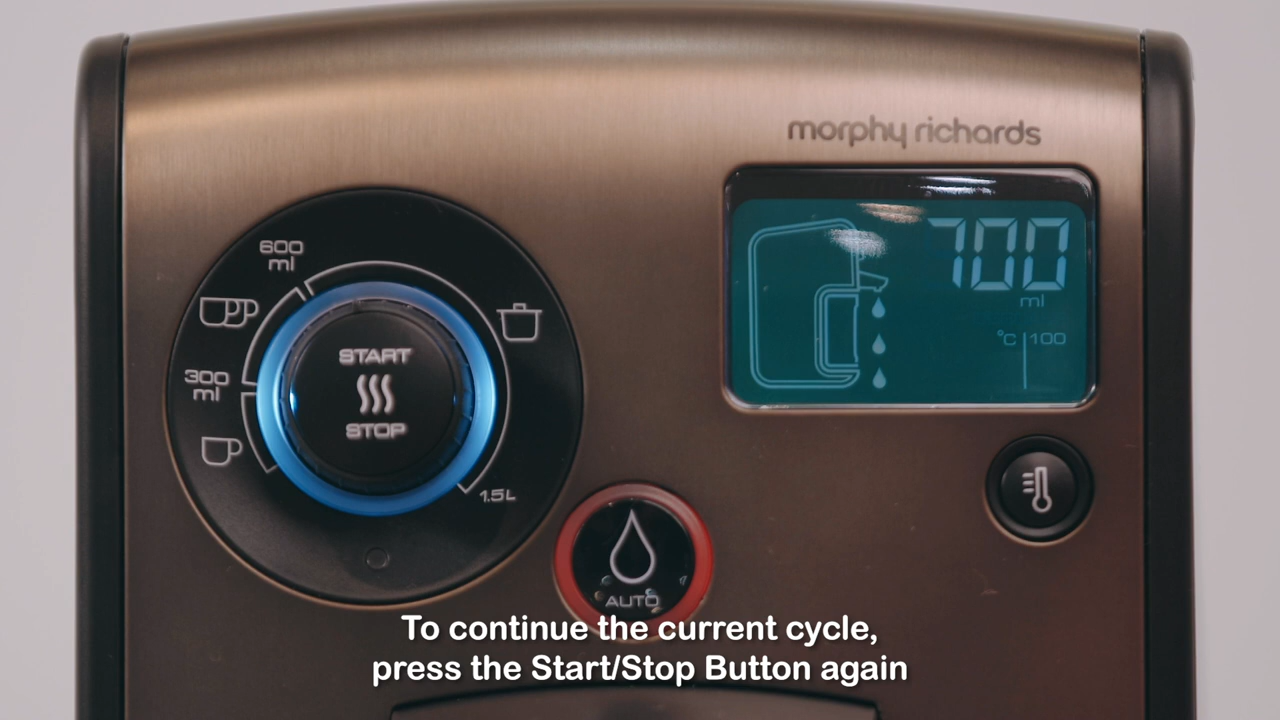 morphy richards
600
ml
300
ml
START
STOP
1.5L
700
ml
°C 100
AUTO
To continue the current cycle,
press the Start/Stop Button again